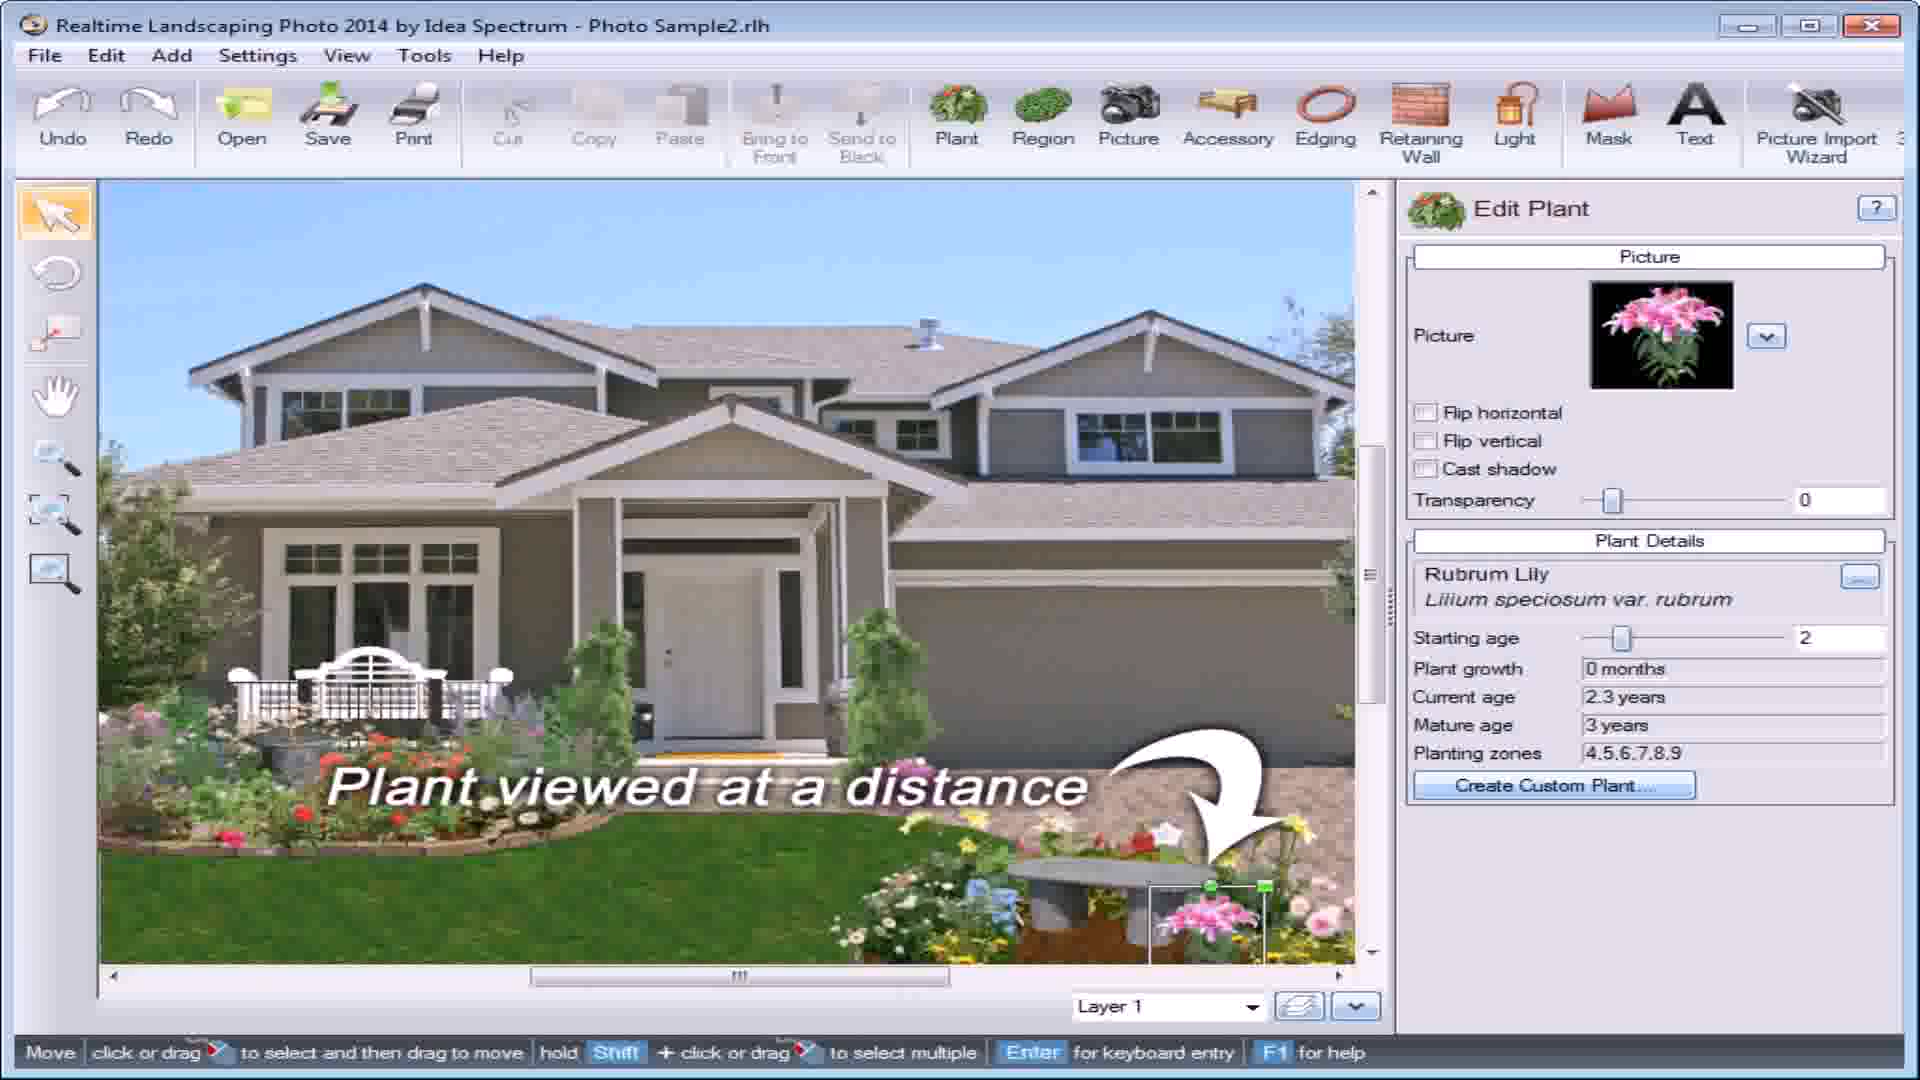 Realtime Landscaping Photo 2014 by Idea Spectrum - Photo Sample2.rlh
File Edit Add Settings View Tools Help
Undo Redo Open Save Print Cut Copy Paste Bring to Front Send to Back Plant Region Picture Accessory Edging Retaining Wall Light Mask Text Picture Import Wizard 3
Edit Plant ?
Picture
Picture
Flip horizontal
Flip vertical
Cast shadow
Transparency 0
Plant Details
Rubrum Lily ...
Lilium speciosum var. rubrum
Starting age 2
Plant growth 0 months
Current age 2.3 years
Mature age 3 years
Planting zones 4,5,6,7,8,9
Create Custom Plant...
Plant viewed at a distance
Layer 1
Move click or drag to select and then drag to move hold Shift + click or drag to select multiple Enter for keyboard entry F1 for help